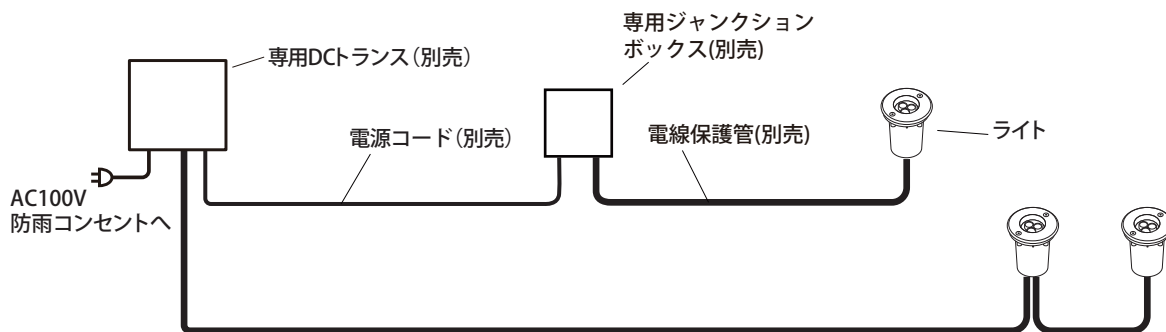 専用DCトランス（別売）
専用ジャンクション
ボックス(別売)
電源コード（別売）
電線保護管(別売)
ライト
AC100V
防雨コンセントへ